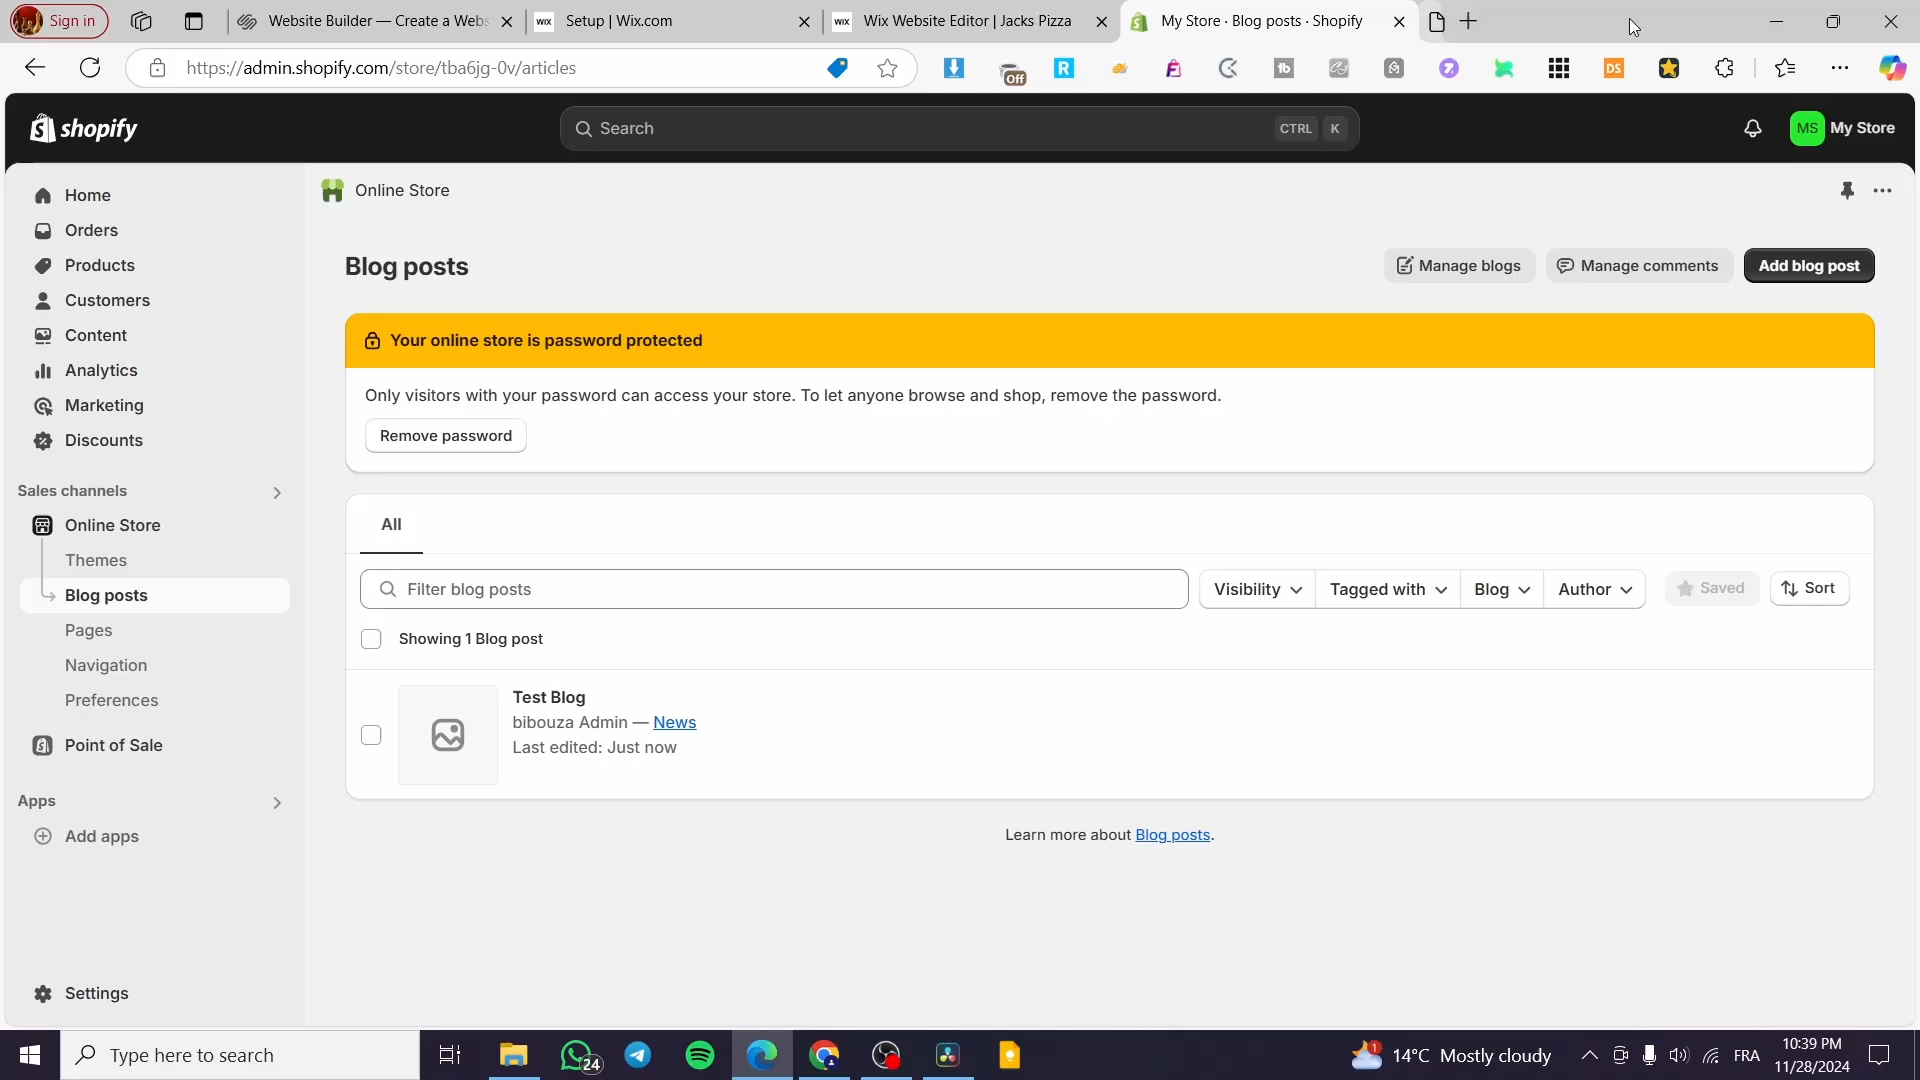 Sign in
Website Builder — Create a Webs
Setup | Wix.com
Wix Website Editor | Jacks Pizza
My Store · Blog posts · Shopify
https://admin.shopify.com/store/tba6jg-0v/articles
Off
R
tb
DS
shopify
Search
CTRL K
MS
My Store
Home
Orders
Products
Customers
Content
Analytics
Marketing
Discounts
Sales channels
Online Store
Themes
Blog posts
Pages
Navigation
Preferences
Point of Sale
Apps
Add apps
Settings
Online Store
Blog posts
Manage blogs
Manage comments
Add blog post
Your online store is password protected
Only visitors with your password can access your store. To let anyone browse and shop, remove the password.
Remove password
All
Filter blog posts
Visibility
Tagged with
Blog
Author
Saved
Sort
Showing 1 Blog post
Test Blog
bibouza Admin — News
Last edited: Just now
Learn more about Blog posts.
Type here to search
24
1
14°C Mostly cloudy
FRA
10:39 PM
11/28/2024